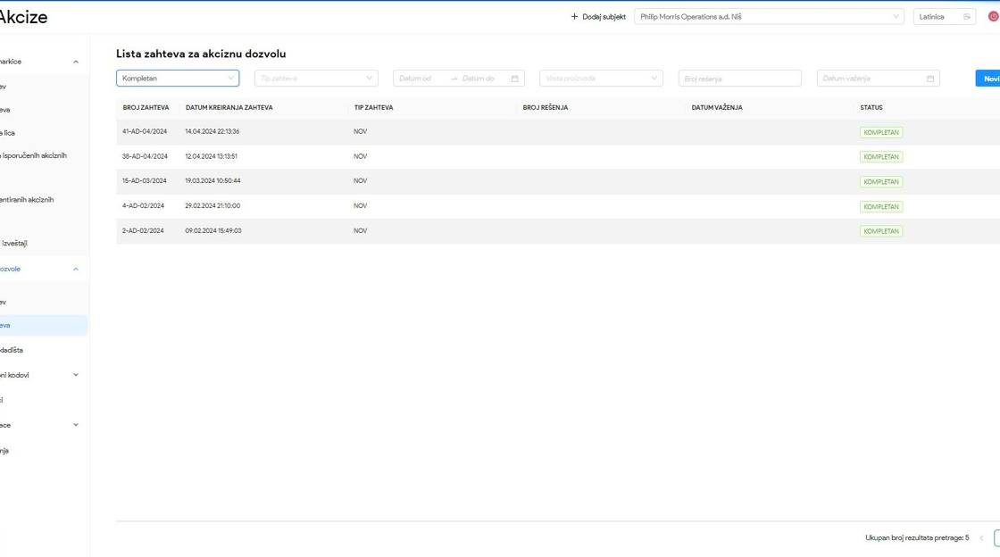 Akcize
Dodaj subjekt
Philip Morris Operations a.d. Niš
Latinica
Lista zahteva za akciznu dozvolu
Kompletan
Tip zahteva
Datum od
Datum do
Vrsta proizvoda
Broj rešenja
Datum važenja
Novi
BROJ ZAHTEVA DATUM KREIRANJA ZAHTEVA TIP ZAHTEVA BROJ REŠENJA DATUM VAŽENJA STATUS
41-AD-04/2024 14.04.2024 22:13:36 NOV KOMPLETAN
38-AD-04/2024 12.04.2024 13:13:51 NOV KOMPLETAN
15-AD-03/2024 19.03.2024 10:50:44 NOV KOMPLETAN
4-AD-02/2024 29.02.2024 21:10:00 NOV KOMPLETAN
2-AD-02/2024 09.02.2024 15:49:03 NOV KOMPLETAN
markice
ev
eva
a lica
isporučenih akciznih
entiranih akciznih
izveštaji
ozvole
ev
eva
kladišta
ni kodovi
i
ace
nja
Ukupan broj rezultata pretrage: 5